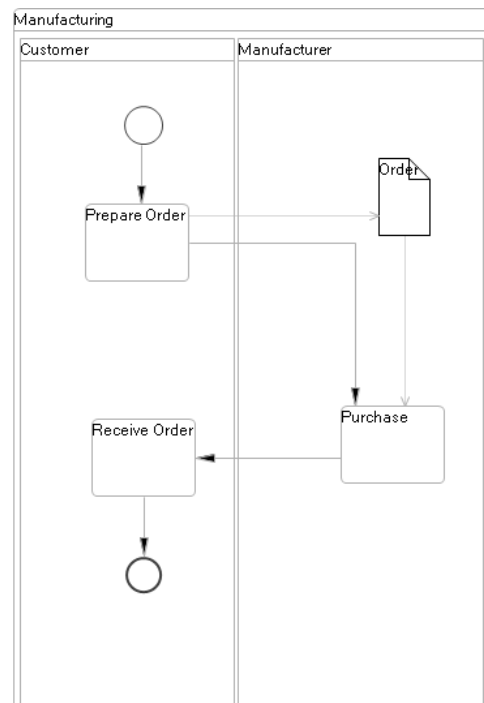 Manufacturing
Customer
Manufacturer
Order
Prepare Order
Purchase
Receive Order